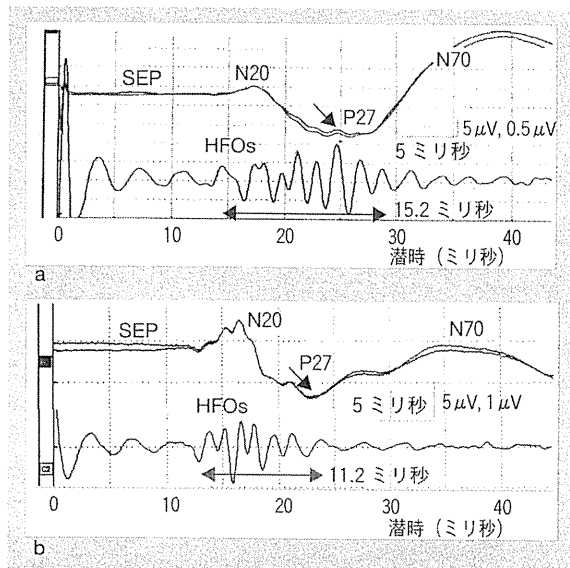 SEP
N20
P27
N70
5μV, 0.5μV
5 ミリ秒
HFOs
15.2 ミリ秒
0 10 20 30 40
潜時（ミリ秒）
a
SEP
N20
P27
N70
5 ミリ秒
5μV, 1μV
HFOs
11.2 ミリ秒
0 10 20 30 40
潜時（ミリ秒）
b